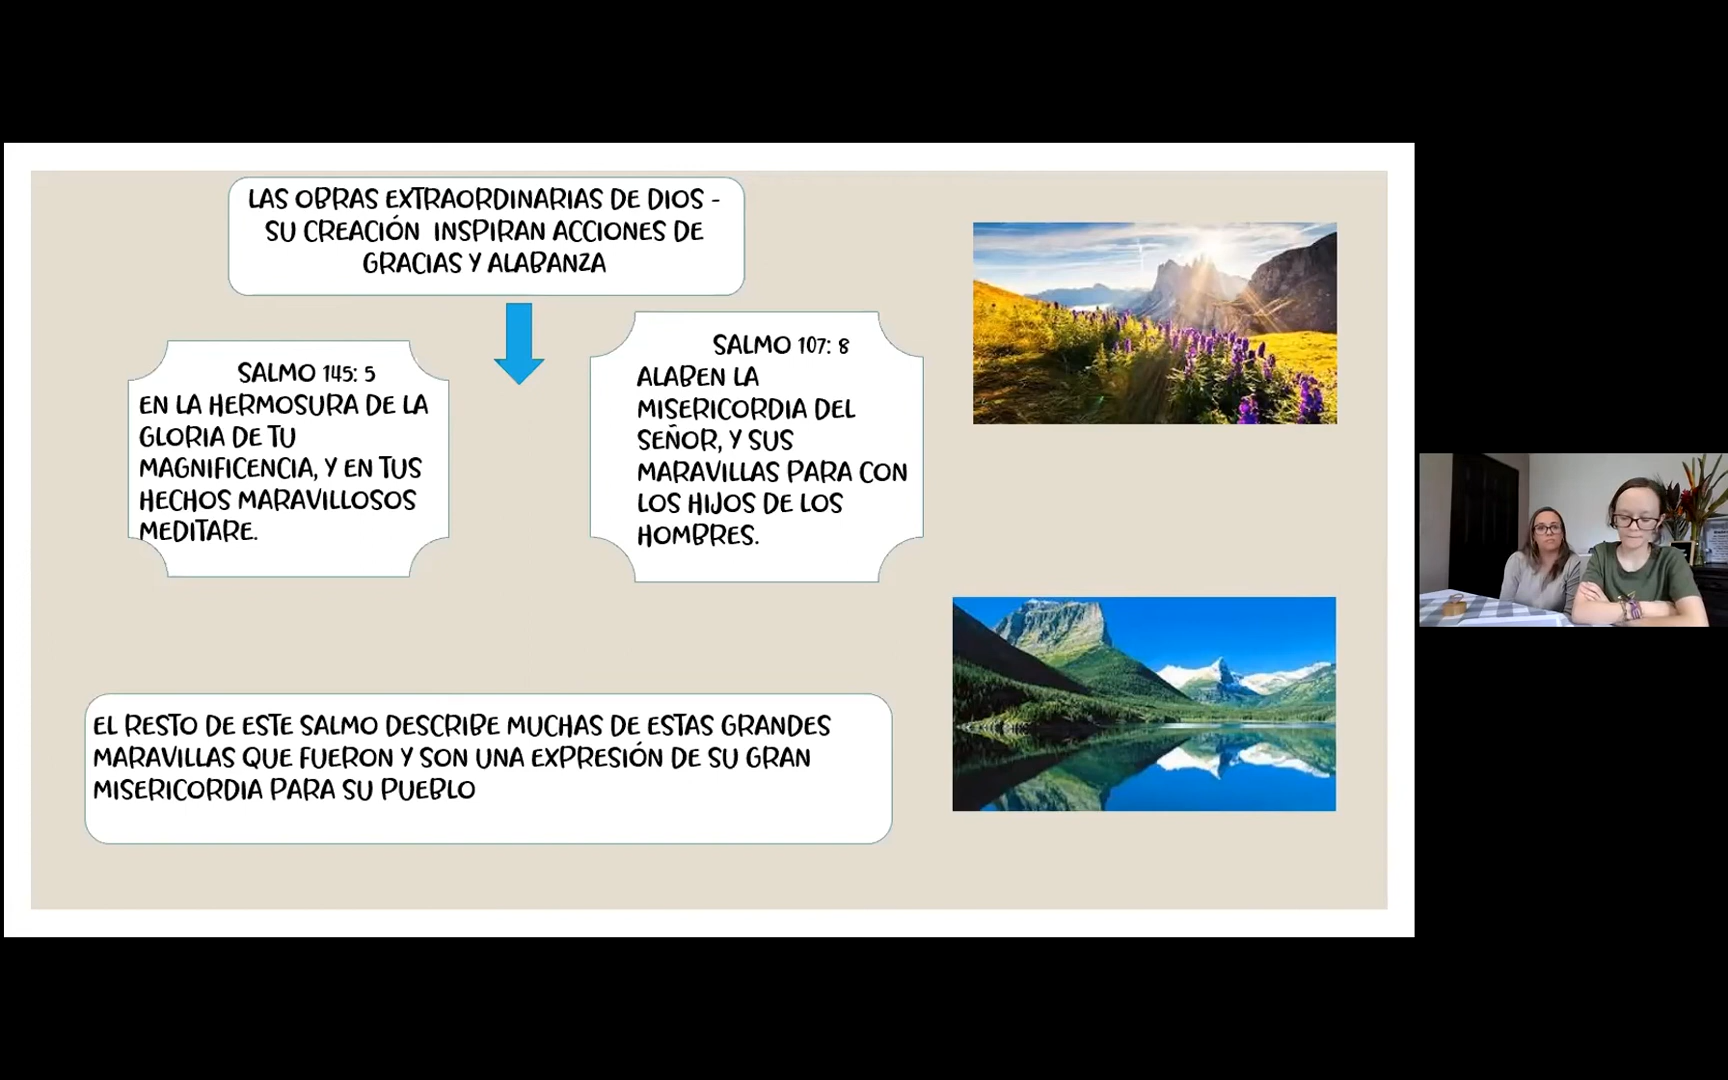 LAS OBRAS EXTRAORDINARIAS DE DIOS -
SU CREACIÓN INSPIRAN ACCIONES DE
GRACIAS Y ALABANZA
SALMO 145: 5
EN LA HERMOSURA DE LA
GLORIA DE TU
MAGNIFICENCIA, Y EN TUS
HECHOS MARAVILLOSOS
MEDITARE.
SALMO 107: 8
ALABEN LA
MISERICORDIA DEL
SEÑOR, Y SUS
MARAVILLAS PARA CON
LOS HIJOS DE LOS
HOMBRES.
EL RESTO DE ESTE SALMO DESCRIBE MUCHAS DE ESTAS GRANDES
MARAVILLAS QUE FUERON Y SON UNA EXPRESIÓN DE SU GRAN
MISERICORDIA PARA SU PUEBLO